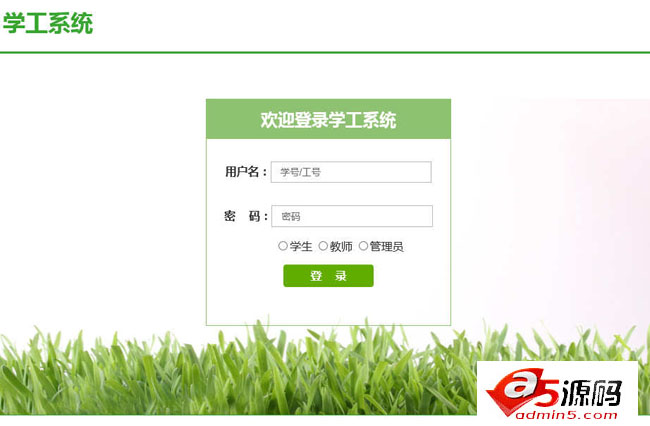 学工系统
欢迎登录学工系统
用户名： 学号/工号
密 码： 密码
学生 教师 管理员
登 录
a5源码
admin5.com